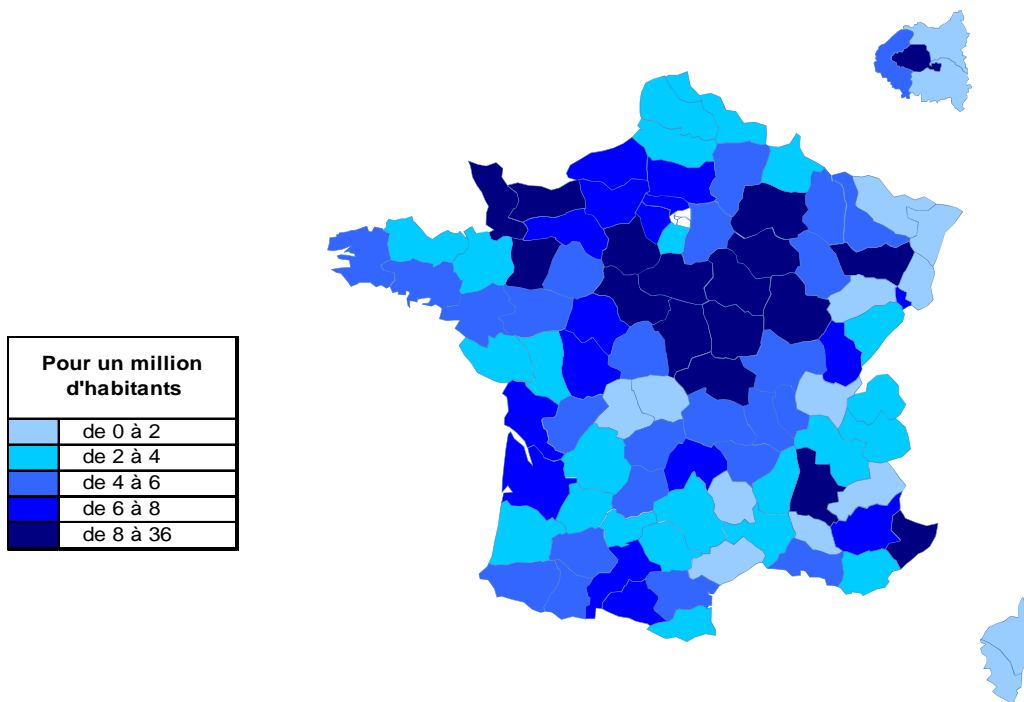 Pour un million
d'habitants
de 0 à 2
de 2 à 4
de 4 à 6
de 6 à 8
de 8 à 36